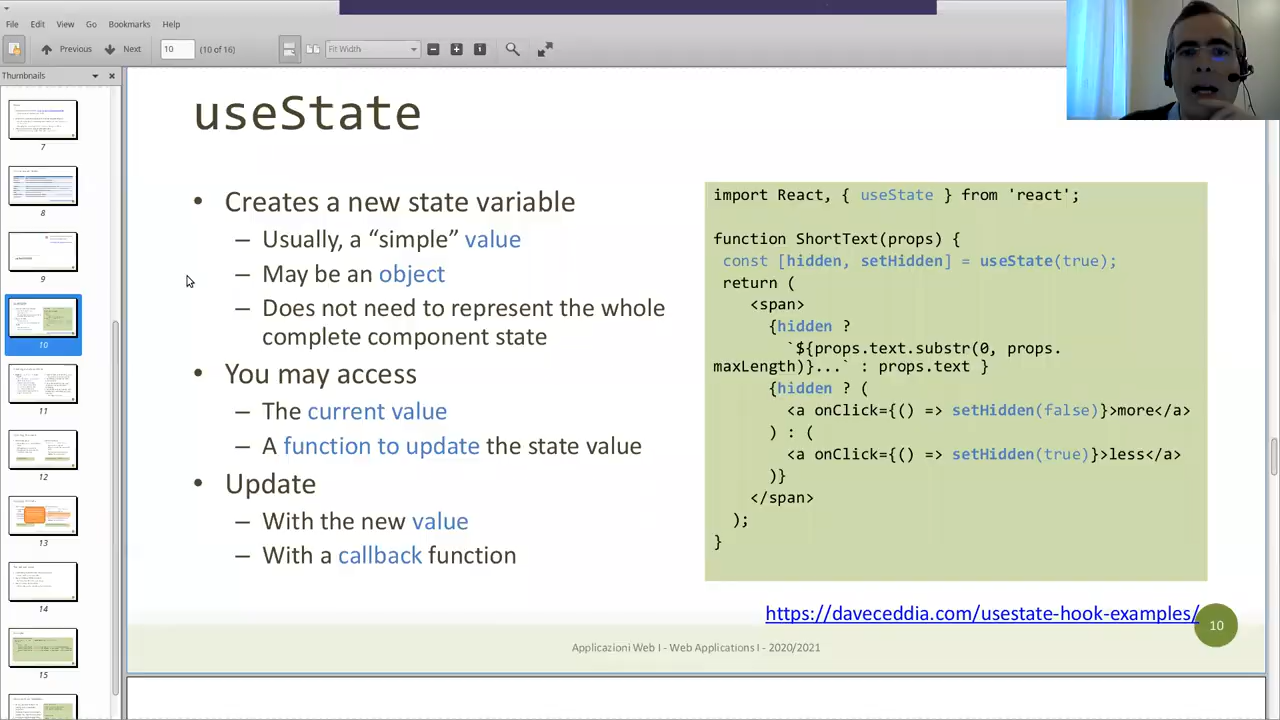 File Edit View Go Bookmarks Help
Previous Next 10 (10 of 16) Fit Width
Thumbnails
7
8
9
10
11
12
13
14
15
useState
• Creates a new state variable
– Usually, a “simple” value
– May be an object
– Does not need to represent the whole
complete component state
• You may access
– The current value
– A function to update the state value
• Update
– With the new value
– With a callback function
import React, { useState } from 'react';
function ShortText(props) {
const [hidden, setHidden] = useState(true);
return (
<span>
{hidden ?
`${props.text.substr(0, props.
maxLength)}...` : props.text }
{hidden ? (
<a onClick={() => setHidden(false)}>more</a>
) : (
<a onClick={() => setHidden(true)}>less</a>
)}
</span>
);
}
https://daveceddia.com/usestate-hook-examples/
10
Applicazioni Web I - Web Applications I - 2020/2021